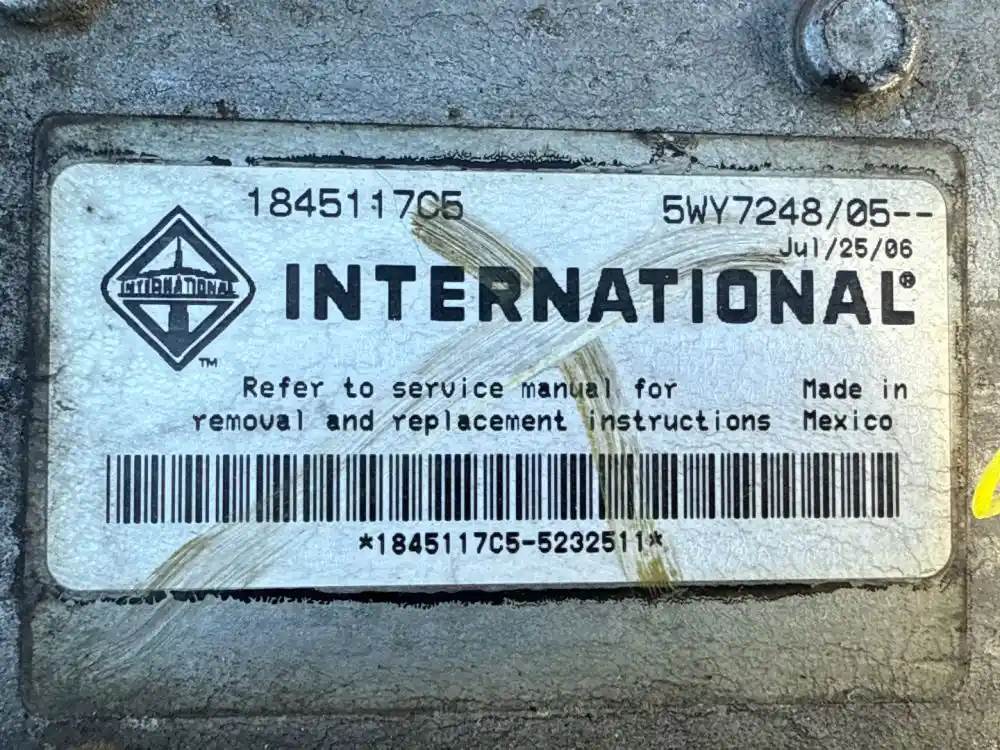 1845117C5 5WY7248/05--
Jul/25/06
INTERNATIONAL
INTERNATIONAL®
™
Refer to service manual for Made in
removal and replacement instructions Mexico
*1845117C5-5232511*